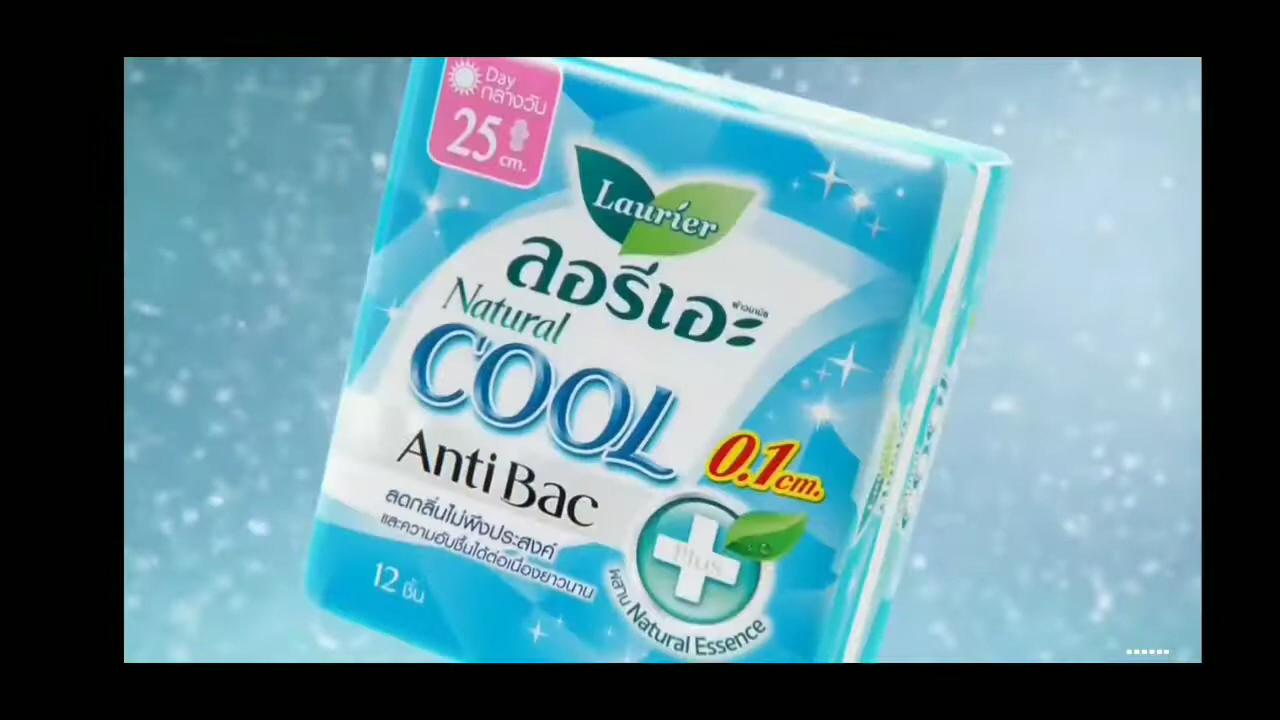 Day
กลางวัน
25 cm.
Laurier
ลอรีเอะ
Natural
COOL
Anti Bac
0.1 cm.
ลดกลิ่นไม่พึงประสงค์
และความอับชื้นได้ต่อเนื่องยาวนาน
12 ชิ้น
Plus
ผสาน Natural Essence